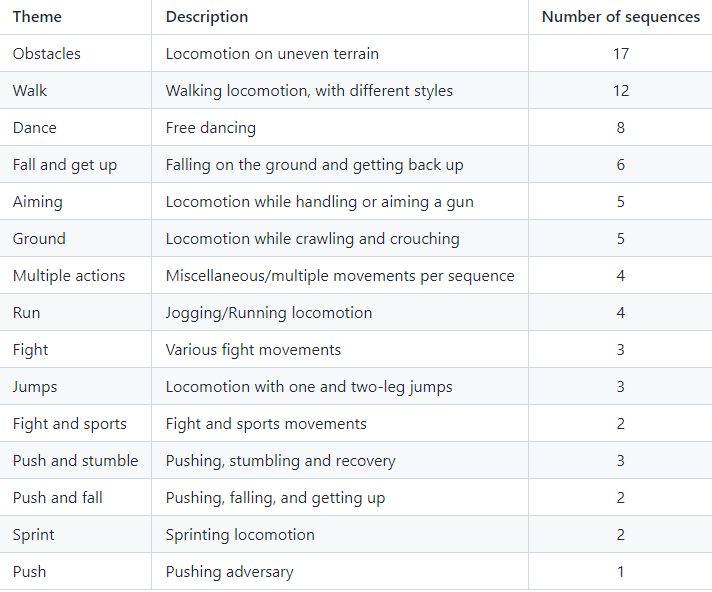 Theme Description Number of sequences
Obstacles Locomotion on uneven terrain 17
Walk Walking locomotion, with different styles 12
Dance Free dancing 8
Fall and get up Falling on the ground and getting back up 6
Aiming Locomotion while handling or aiming a gun 5
Ground Locomotion while crawling and crouching 5
Multiple actions Miscellaneous/multiple movements per sequence 4
Run Jogging/Running locomotion 4
Fight Various fight movements 3
Jumps Locomotion with one and two-leg jumps 3
Fight and sports Fight and sports movements 2
Push and stumble Pushing, stumbling and recovery 3
Push and fall Pushing, falling, and getting up 2
Sprint Sprinting locomotion 2
Push Pushing adversary 1